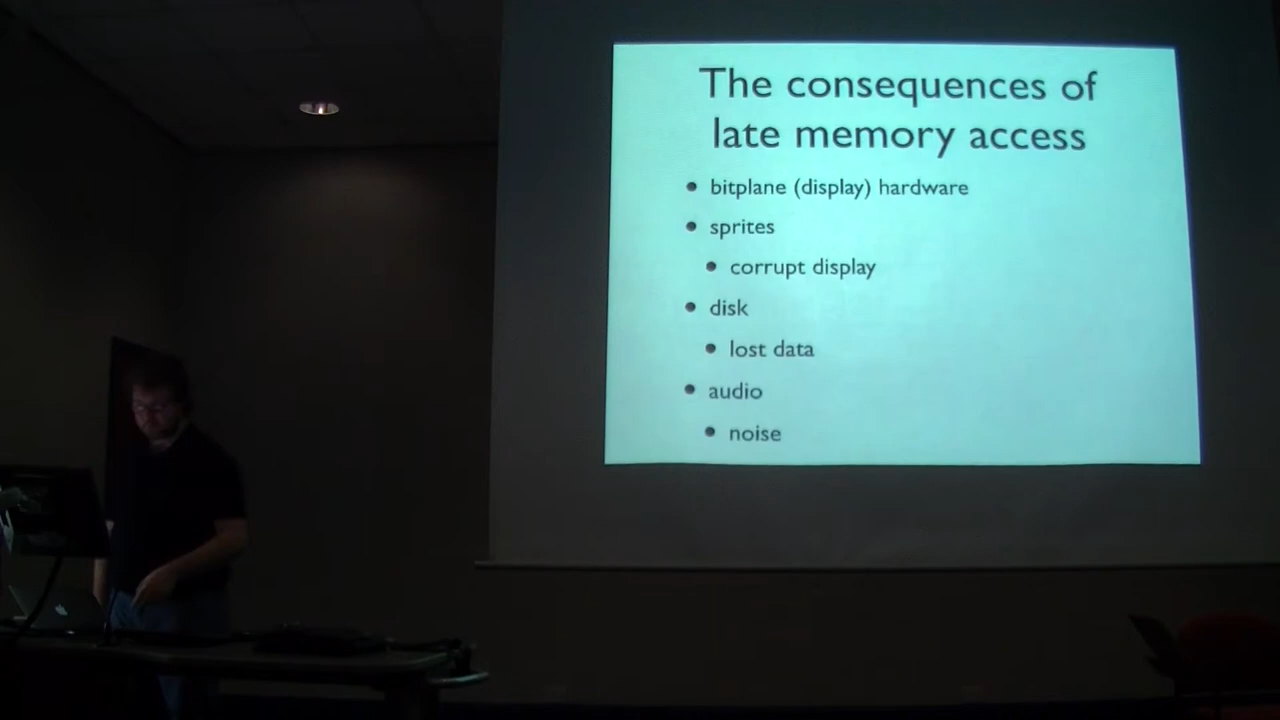 The consequences of
late memory access
• bitplane (display) hardware
• sprites
• corrupt display
• disk
• lost data
• audio
• noise